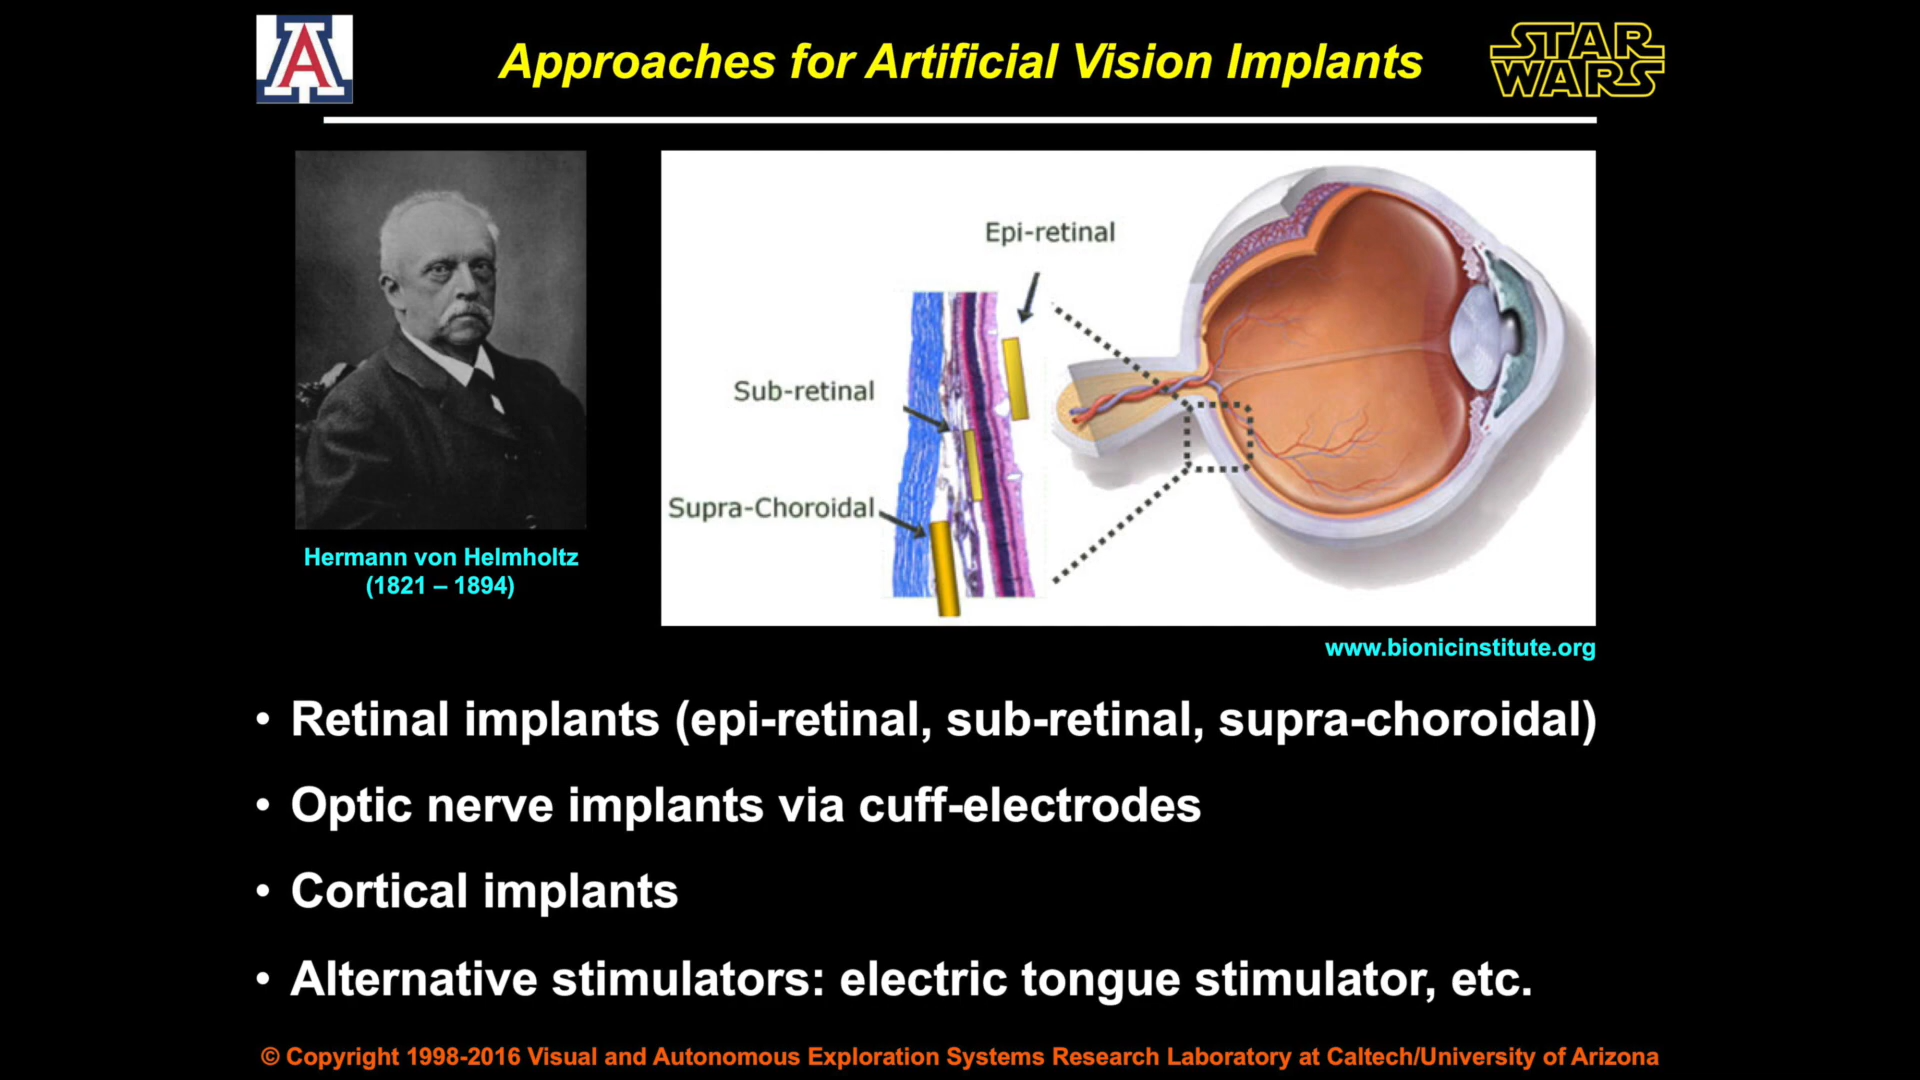 Approaches for Artificial Vision Implants
STAR
WARS
A
Epi-retinal
Sub-retinal
Supra-Choroidal
Hermann von Helmholtz
(1821 – 1894)
www.bionicinstitute.org
• Retinal implants (epi-retinal, sub-retinal, supra-choroidal)
• Optic nerve implants via cuff-electrodes
• Cortical implants
• Alternative stimulators: electric tongue stimulator, etc.
© Copyright 1998-2016 Visual and Autonomous Exploration Systems Research Laboratory at Caltech/University of Arizona